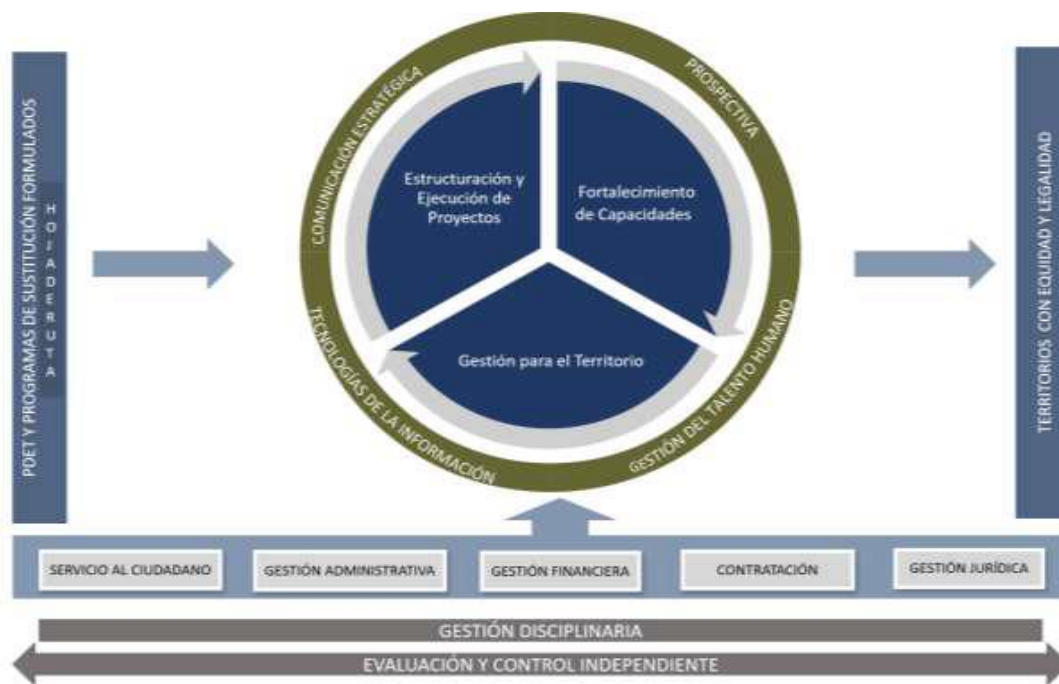 PDET Y PROGRAMAS DE SUSTITUCIÓN FORMULADOS
HOJADERUTA
COMUNICACIÓN ESTRATÉGICA
PROSPECTIVA
Estructuración y
Ejecución de
Proyectos
Fortalecimiento
de Capacidades
Gestión para el Territorio
TECNOLOGÍAS DE LA INFORMACIÓN
GESTIÓN DEL TALENTO HUMANO
TERRITORIOS CON EQUIDAD Y LEGALIDAD
SERVICIO AL CIUDADANO
GESTIÓN ADMINISTRATIVA
GESTIÓN FINANCIERA
CONTRATACIÓN
GESTIÓN JURÍDICA
GESTIÓN DISCIPLINARIA
EVALUACIÓN Y CONTROL INDEPENDIENTE